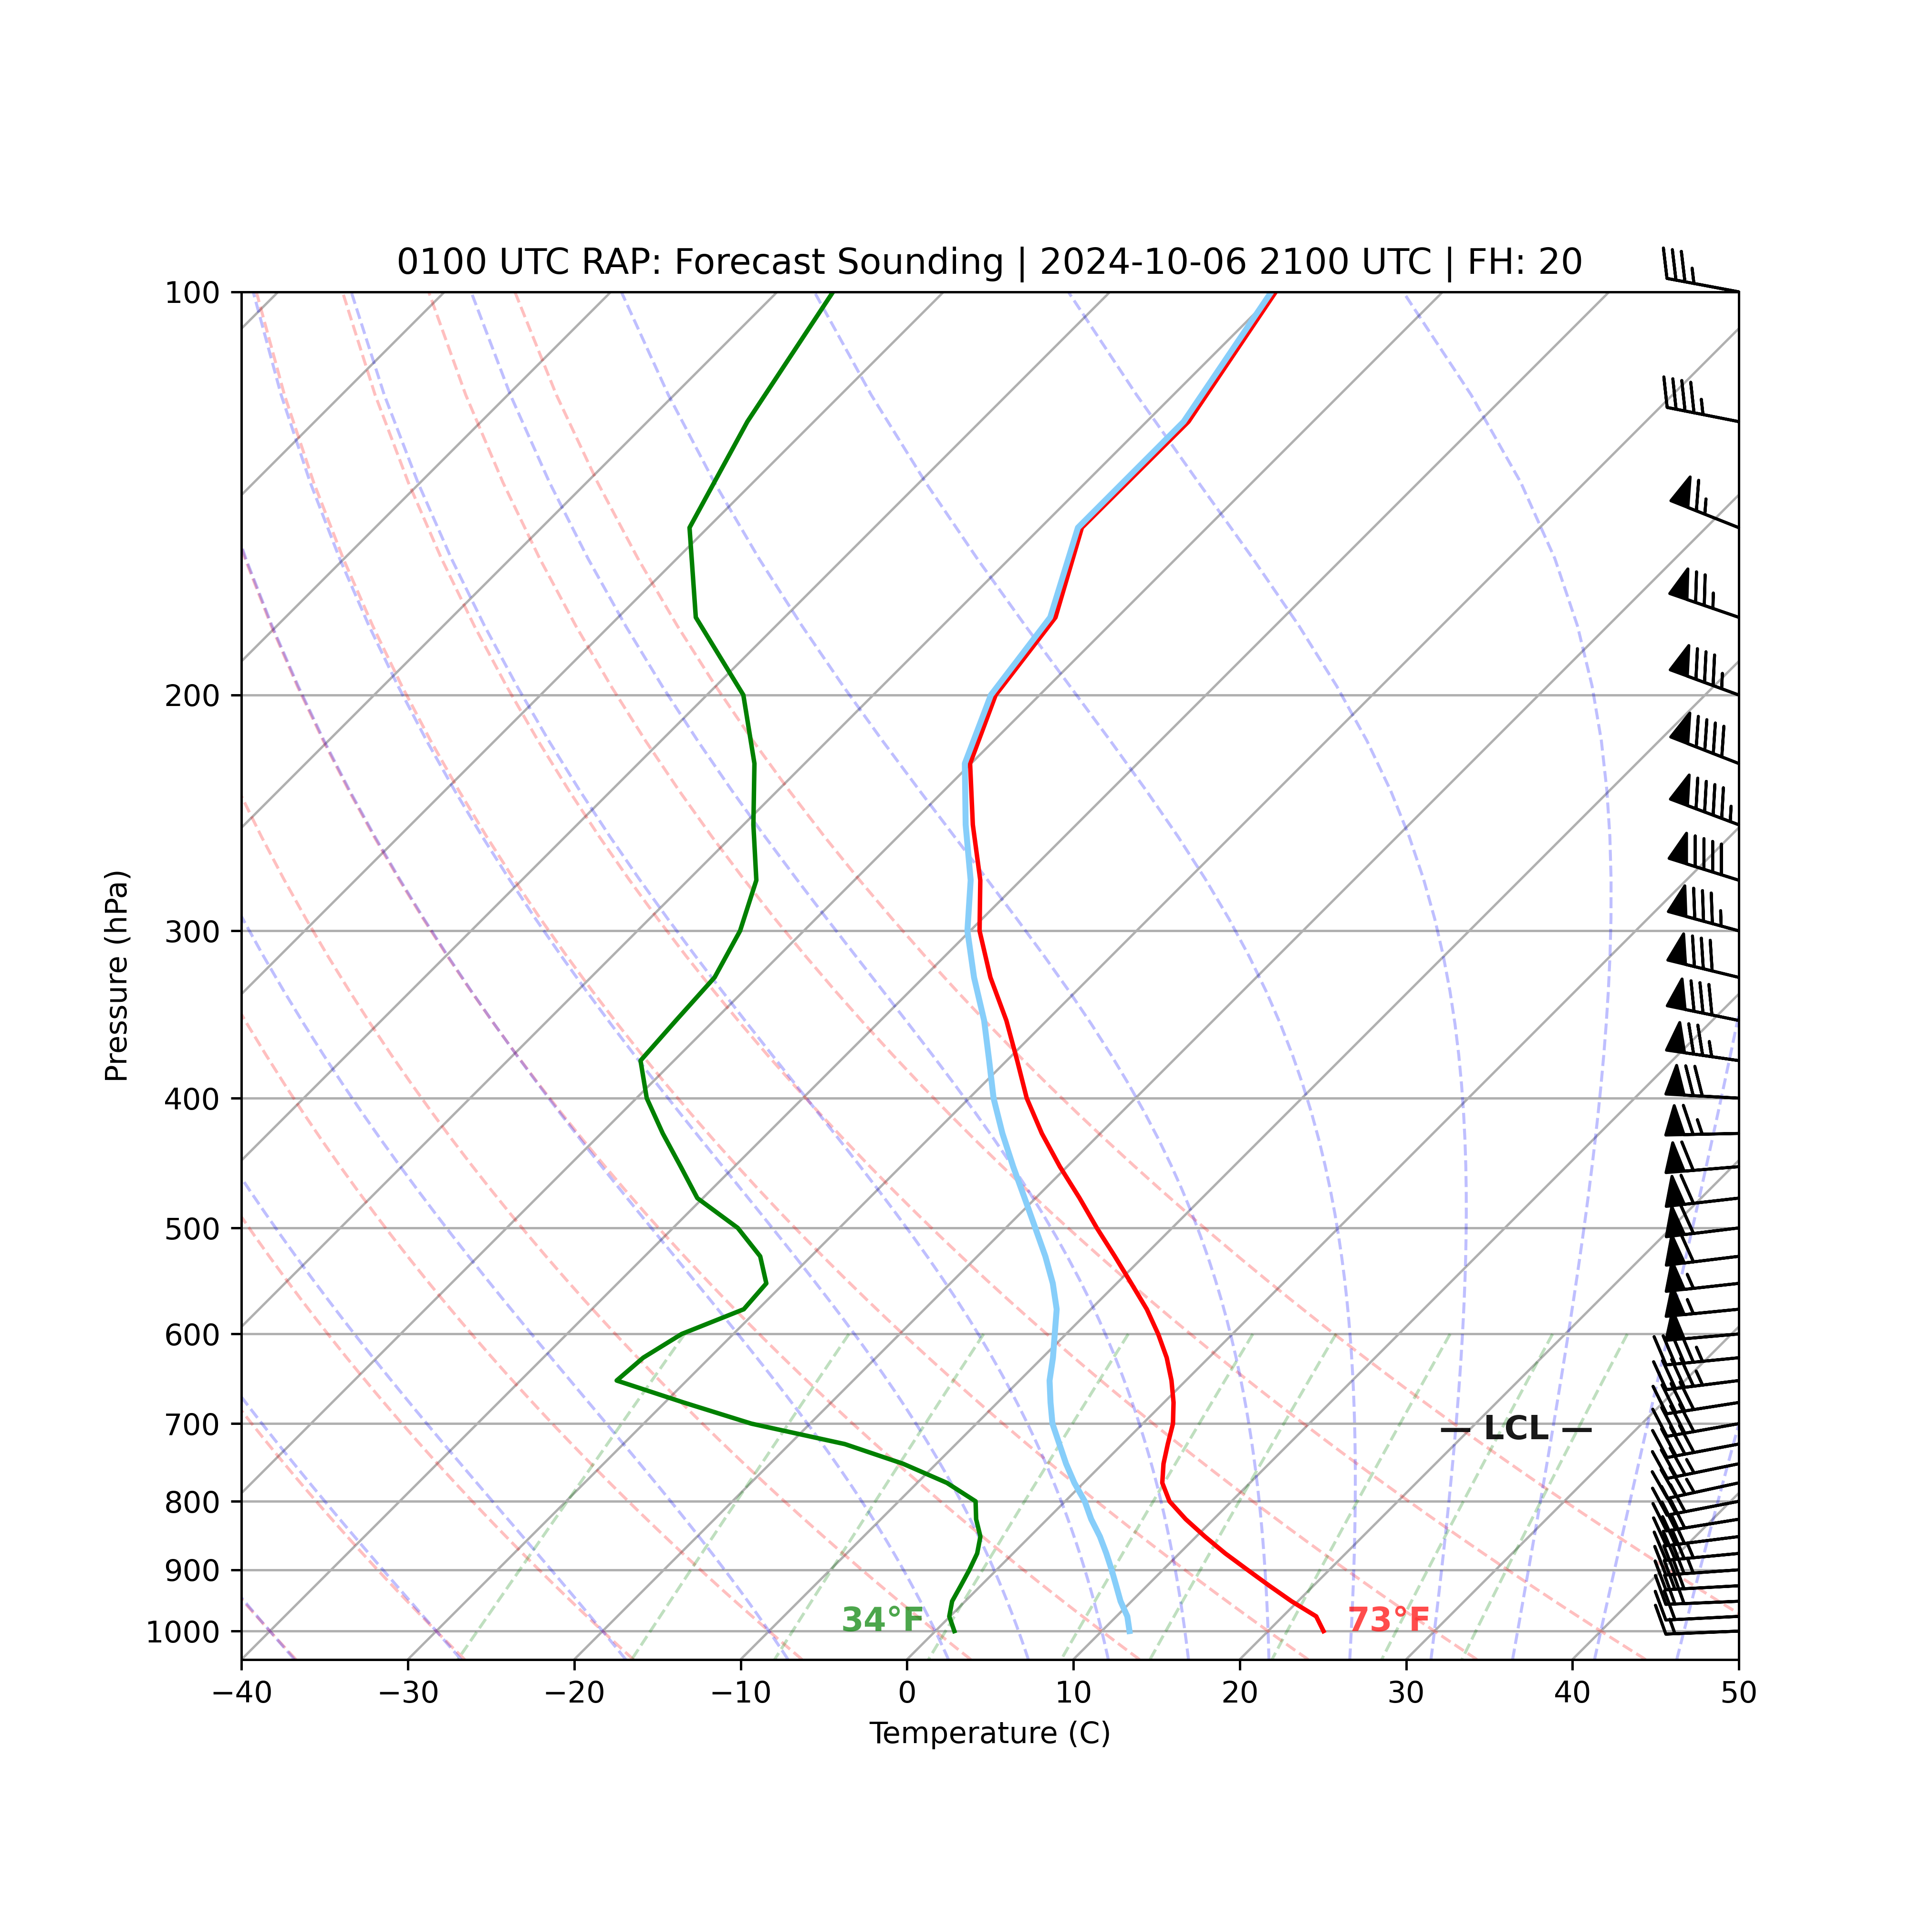 0100 UTC RAP: Forecast Sounding | 2024-10-06 2100 UTC | FH: 20
100
200
300
400
500
600
700
800
900
1000
Pressure (hPa)
— LCL —
34°F
73°F
−40 −30 −20 −10 0 10 20 30 40 50
Temperature (C)